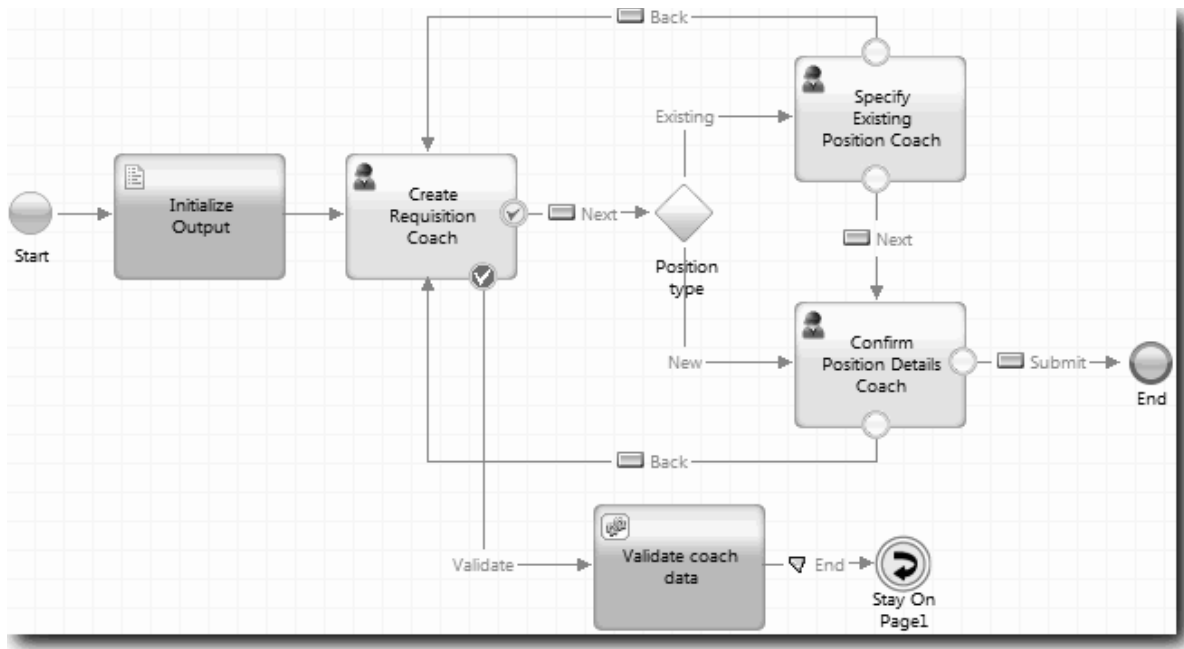 Back
Specify
Existing
Position Coach
Existing
Initialize
Output
Create
Requisition
Coach
Next
Start
Next
Position
type
New
Confirm
Position Details
Coach
Submit
End
Back
Validate
Validate coach
data
End
Stay On
Page1